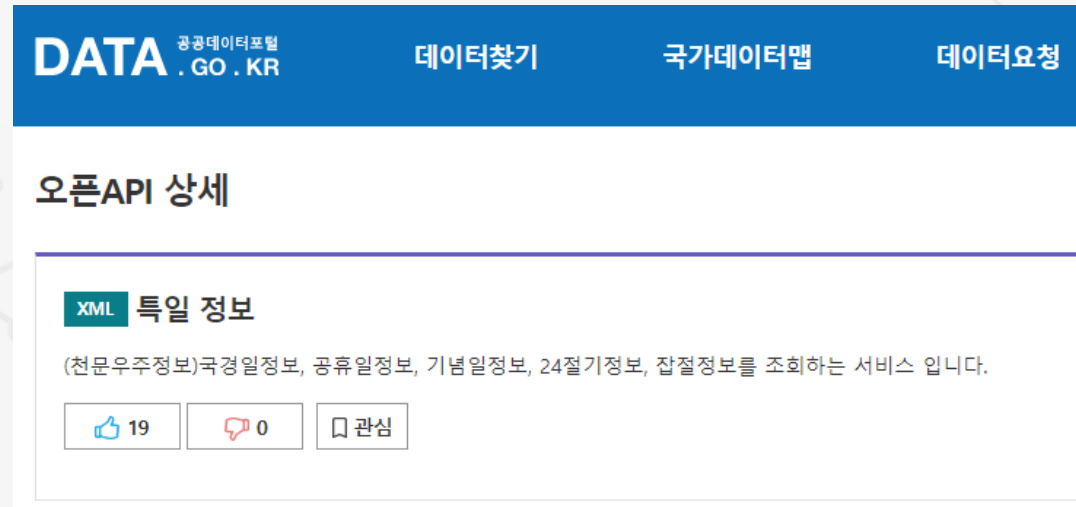 DATA 공공데이터포털
. GO . KR
데이터찾기 국가데이터맵 데이터요청
오픈API 상세
XML 특일 정보
(천문우주정보)국경일정보, 공휴일정보, 기념일정보, 24절기정보, 잡절정보를 조회하는 서비스 입니다.
19 0 관심